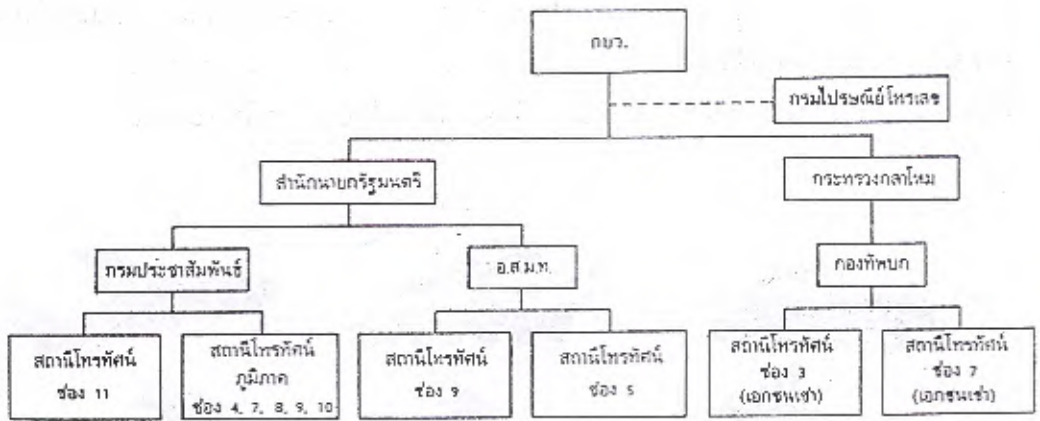 กบว.
กรมไปรษณีย์โทรเลข
สำนักนายกรัฐมนตรี
กระทรวงกลาโหม
กรมประชาสัมพันธ์
อ.ส.ม.ท.
กองทัพบก
สถานีโทรทัศน์
ช่อง 11
สถานีโทรทัศน์
ภูมิภาค
ช่อง 4, 7, 8, 9, 10
สถานีโทรทัศน์
ช่อง 9
สถานีโทรทัศน์
ช่อง 5
สถานีโทรทัศน์
ช่อง 3
(เอกชนเช่า)
สถานีโทรทัศน์
ช่อง 7
(เอกชนเช่า)